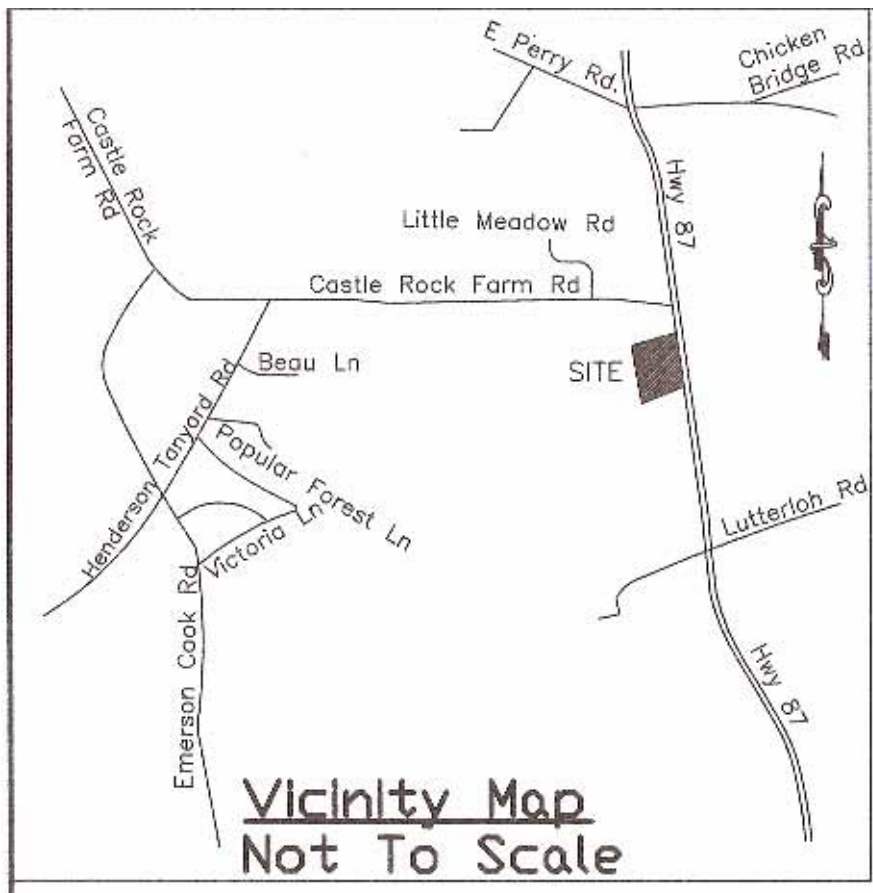 E Perry Rd.
Chicken
Bridge Rd
Castle Rock
Farm Rd
Hwy 87
Little Meadow Rd
Castle Rock Farm Rd
Beau Ln
SITE
Henderson Tanyard Rd
Popular Forest Ln
Victoria Ln
Lutterloh Rd
Emerson Cook Rd
Hwy 87
Vicinity Map
Not To Scale